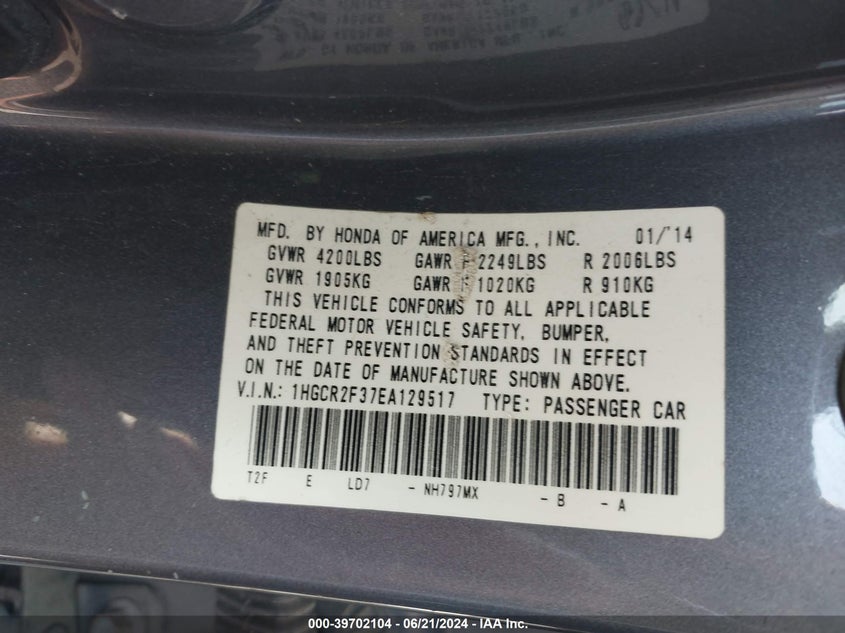 MFD. BY HONDA OF AMERICA MFG., INC. 01/'14
GVWR 4200LBS GAWR F 2249LBS R 2006LBS
GVWR 1905KG GAWR F 1020KG R 910KG
THIS VEHICLE CONFORMS TO ALL APPLICABLE
FEDERAL MOTOR VEHICLE SAFETY, BUMPER,
AND THEFT PREVENTION STANDARDS IN EFFECT
ON THE DATE OF MANUFACTURE SHOWN ABOVE.
V.I.N.: 1HGCR2F37EA129517 TYPE: PASSENGER CAR
T2F E LD7 - NH797MX - B - A
000-39702104 - 06/21/2024 - IAA Inc.